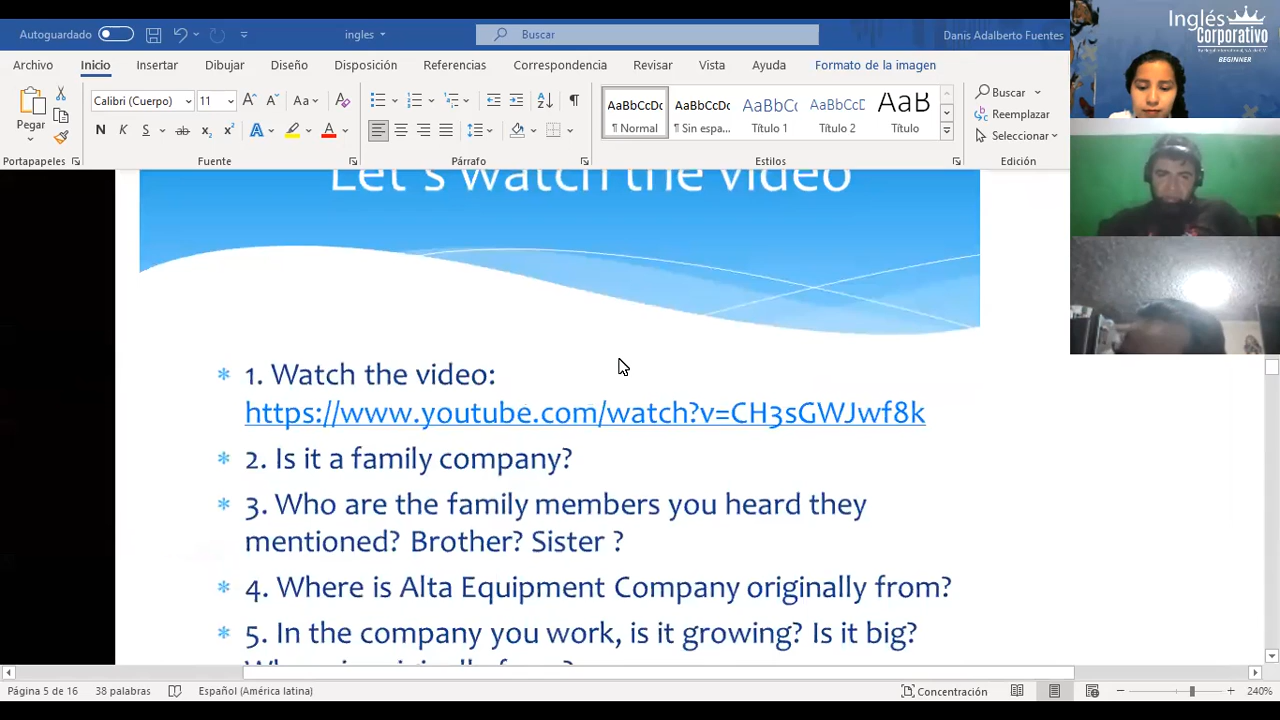 Autoguardado
ingles
Buscar
Danis Adalberto Fuentes
Inglés
Corporativo
BEGINNER
Archivo Inicio Insertar Dibujar Diseño Disposición Referencias Correspondencia Revisar Vista Ayuda Formato de la imagen
Pegar
Calibri (Cuerpo) 11
AaBbCcDc AaBbCcDc AaBbCc AaBbCcD AaB
¶ Normal ¶ Sin espa... Título 1 Título 2 Título
Buscar
Reemplazar
Seleccionar
Portapapeles Fuente Párrafo Estilos Edición
Let's watch the video
* 1. Watch the video:
https://www.youtube.com/watch?v=CH3sGWJwf8k
* 2. Is it a family company?
* 3. Who are the family members you heard they
mentioned? Brother? Sister ?
* 4. Where is Alta Equipment Company originally from?
* 5. In the company you work, is it growing? Is it big?
Página 5 de 16 38 palabras Español (América latina) Concentración 240%